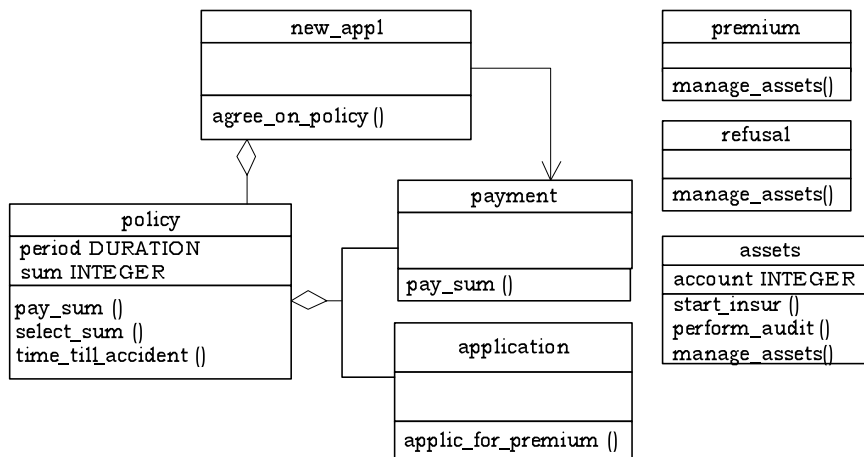 new_appl
agree_on_policy ()
premium
manage_assets()
refusal
manage_assets()
policy
period DURATION
sum INTEGER
pay_sum ()
select_sum ()
time_till_accident ()
payment
pay_sum ()
application
applic_for_premium ()
assets
account INTEGER
start_insur ()
perform_audit ()
manage_assets()